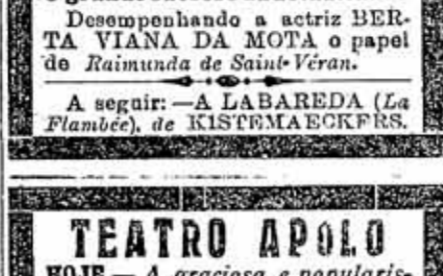 Desempenhando a actriz BER-
TA VIANA DA MOTA o papel
de Raimunda de Saint-Véran.
A seguir: —A LABAREDA (La
Flambée), de KISTEMAECKERS.
TEATRO APOLO
HOJE — A graciosa e popularis-